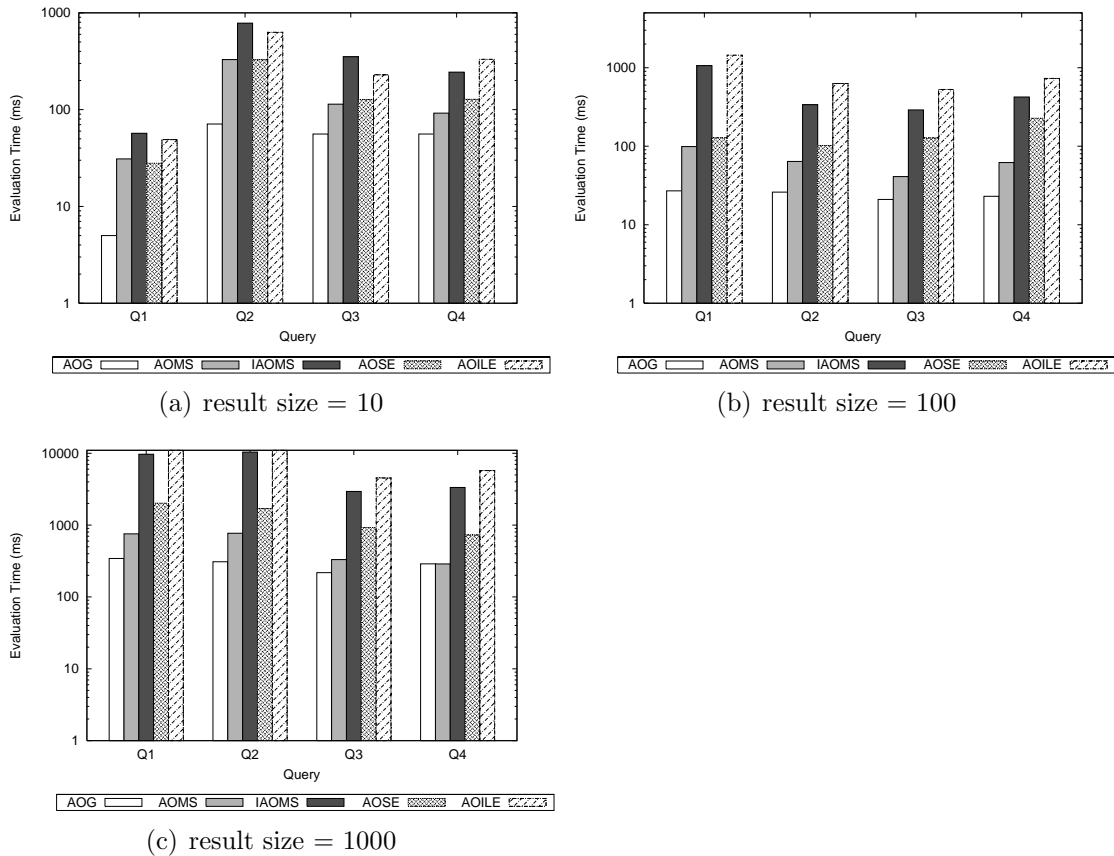 1000
100
10
1
Evaluation Time (ms)
Q1 Q2 Q3 Q4
Query
AOG AOMS IAOMS AOSE AOILE
(a) result size = 10
1000
100
10
1
Evaluation Time (ms)
Q1 Q2 Q3 Q4
Query
AOG AOMS IAOMS AOSE AOILE
(b) result size = 100
10000
1000
100
10
1
Evaluation Time (ms)
Q1 Q2 Q3 Q4
Query
AOG AOMS IAOMS AOSE AOILE
(c) result size = 1000